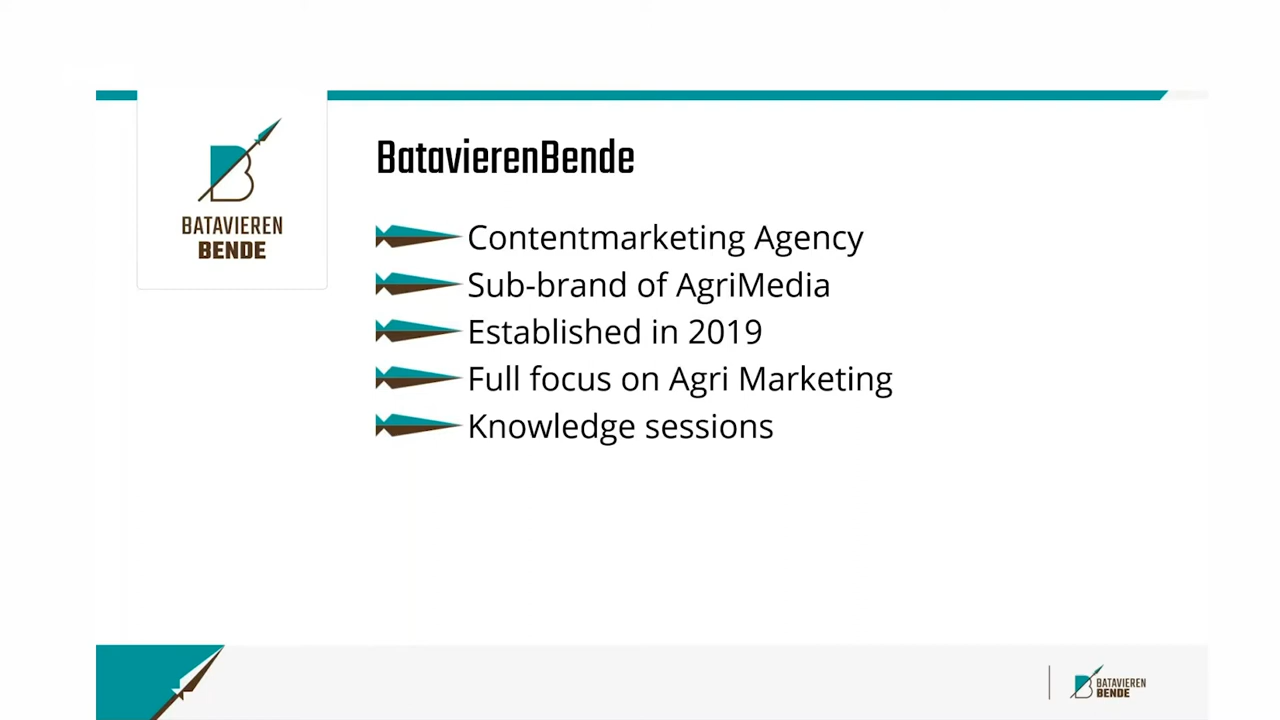 BATAVIEREN
BENDE
BatavierenBende
Contentmarketing Agency
Sub-brand of AgriMedia
Established in 2019
Full focus on Agri Marketing
Knowledge sessions
BATAVIEREN
BENDE